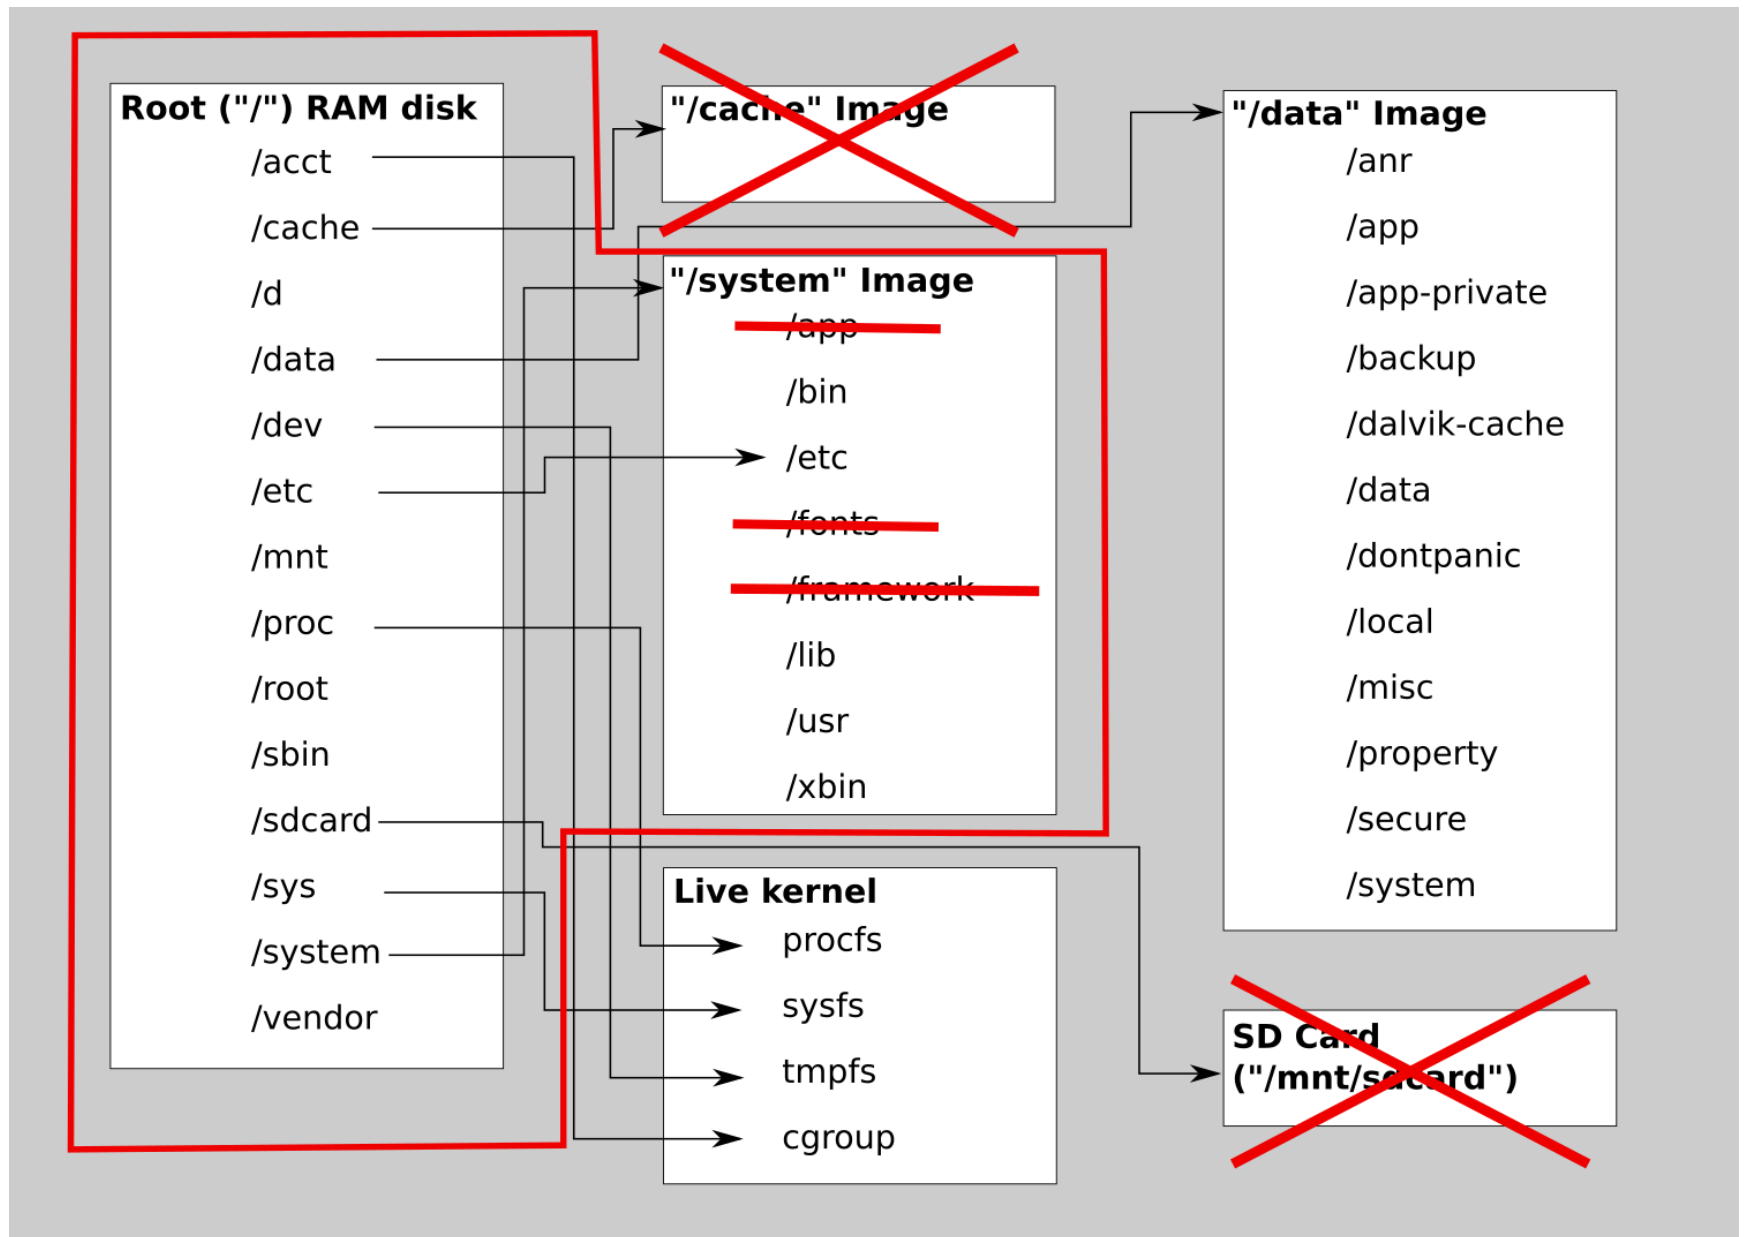 Root ("/") RAM disk
/acct
/cache
/d
/data
/dev
/etc
/mnt
/proc
/root
/sbin
/sdcard
/sys
/system
/vendor
"/cache" Image
"/system" Image
/app
/bin
/etc
/fonts
/framework
/lib
/usr
/xbin
Live kernel
procfs
sysfs
tmpfs
cgroup
"/data" Image
/anr
/app
/app-private
/backup
/dalvik-cache
/data
/dontpanic
/local
/misc
/property
/secure
/system
SD Card
("/mnt/sdcard")